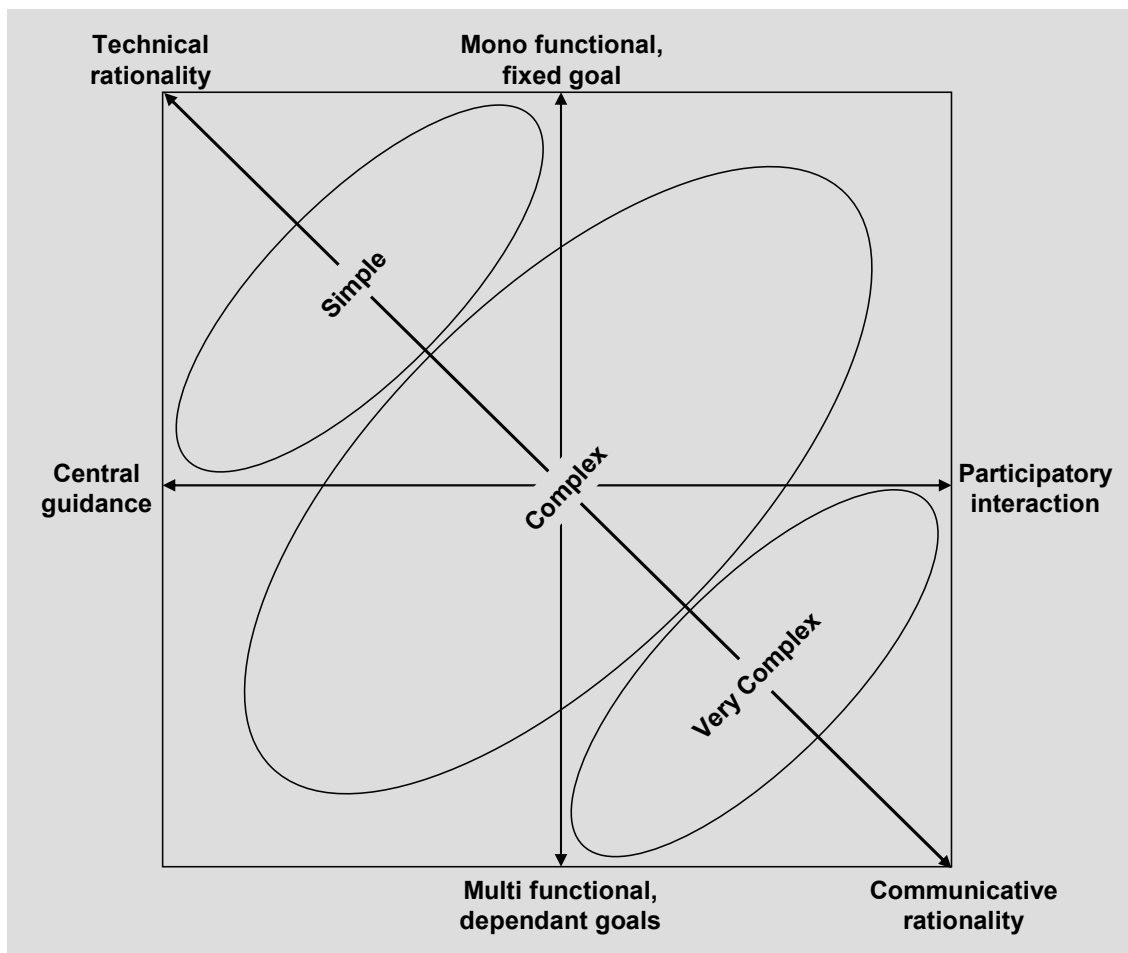 Technical
rationality
Mono functional,
fixed goal
Simple
Central
guidance
Complex
Participatory
interaction
Very Complex
Multi functional,
dependant goals
Communicative
rationality